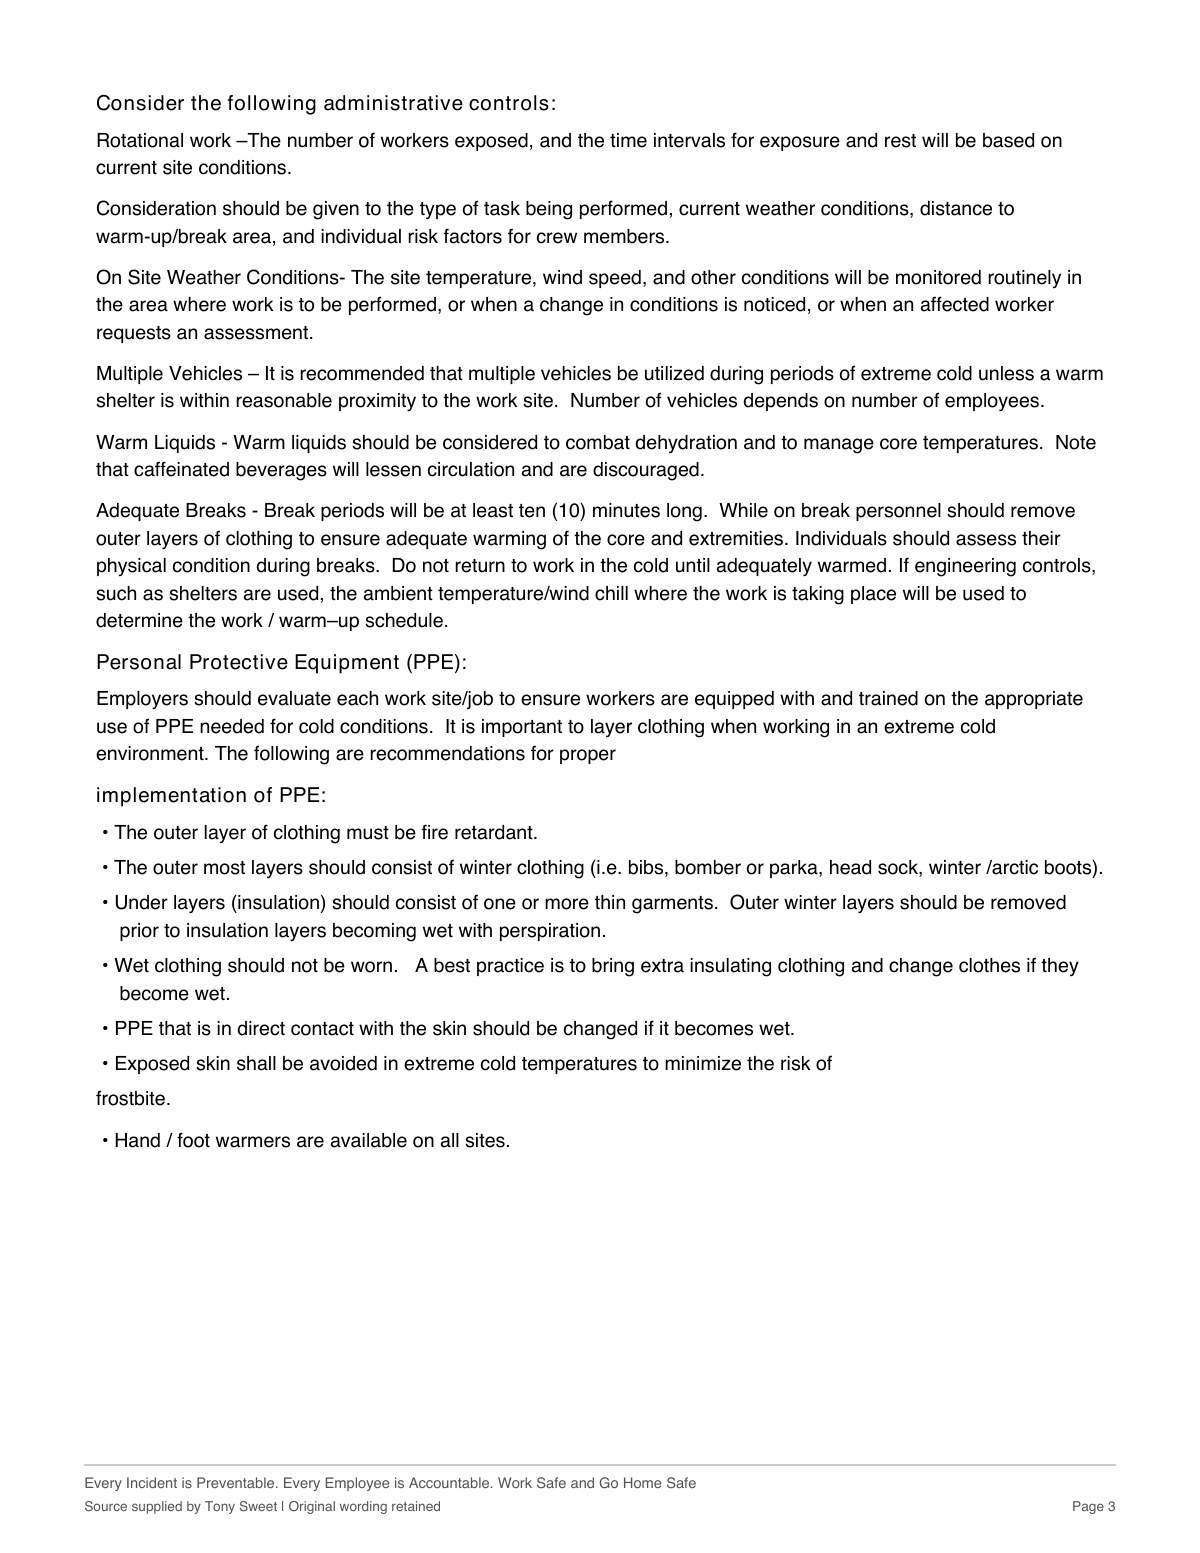 Consider the following administrative controls:
Rotational work –The number of workers exposed, and the time intervals for exposure and rest will be based on
current site conditions.
Consideration should be given to the type of task being performed, current weather conditions, distance to
warm-up/break area, and individual risk factors for crew members.
On Site Weather Conditions- The site temperature, wind speed, and other conditions will be monitored routinely in
the area where work is to be performed, or when a change in conditions is noticed, or when an affected worker
requests an assessment.
Multiple Vehicles – It is recommended that multiple vehicles be utilized during periods of extreme cold unless a warm
shelter is within reasonable proximity to the work site.  Number of vehicles depends on number of employees.
Warm Liquids - Warm liquids should be considered to combat dehydration and to manage core temperatures.  Note
that caffeinated beverages will lessen circulation and are discouraged.
Adequate Breaks - Break periods will be at least ten (10) minutes long.  While on break personnel should remove
outer layers of clothing to ensure adequate warming of the core and extremities. Individuals should assess their
physical condition during breaks.  Do not return to work in the cold until adequately warmed. If engineering controls,
such as shelters are used, the ambient temperature/wind chill where the work is taking place will be used to
determine the work / warm–up schedule.
Personal Protective Equipment (PPE):
Employers should evaluate each work site/job to ensure workers are equipped with and trained on the appropriate
use of PPE needed for cold conditions.  It is important to layer clothing when working in an extreme cold
environment. The following are recommendations for proper
implementation of PPE:
• The outer layer of clothing must be fire retardant.
• The outer most layers should consist of winter clothing (i.e. bibs, bomber or parka, head sock, winter /arctic boots).
• Under layers (insulation) should consist of one or more thin garments.  Outer winter layers should be removed
prior to insulation layers becoming wet with perspiration.
• Wet clothing should not be worn.   A best practice is to bring extra insulating clothing and change clothes if they
become wet.
• PPE that is in direct contact with the skin should be changed if it becomes wet.
• Exposed skin shall be avoided in extreme cold temperatures to minimize the risk of
frostbite.
• Hand / foot warmers are available on all sites.
Every Incident is Preventable. Every Employee is Accountable. Work Safe and Go Home Safe
Source supplied by Tony Sweet | Original wording retained
Page 3